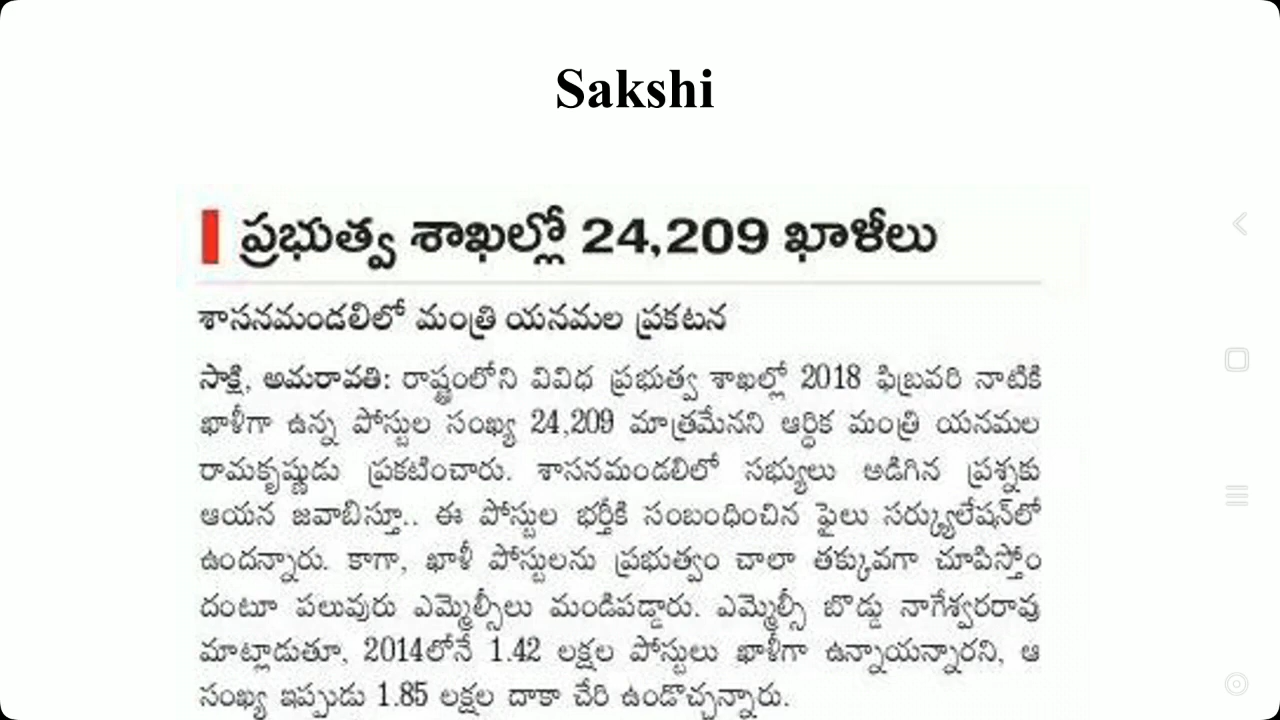 Sakshi
ప్రభుత్వ శాఖల్లో 24,209 ఖాళీలు
శాసనమండలిలో మంత్రి యనమల ప్రకటన
సాక్షి, అమరావతి: రాష్ట్రంలోని వివిధ ప్రభుత్వ శాఖల్లో 2018 ఫిబ్రవరి నాటికి
ఖాళీగా ఉన్న పోస్టుల సంఖ్య 24,209 మాత్రమేనని ఆర్థిక మంత్రి యనమల
రామకృష్ణుడు ప్రకటించారు. శాసనమండలిలో సభ్యులు అడిగిన ప్రశ్నకు
ఆయన జవాబిస్తూ.. ఈ పోస్టుల భర్తీకి సంబంధించిన ఫైలు సర్క్యులేషన్‌లో
ఉందన్నారు. కాగా, ఖాళీ పోస్టులను ప్రభుత్వం చాలా తక్కువగా చూపిస్తోం
దంటూ పలువురు ఎమ్మెల్సీలు మండిపడ్డారు. ఎమ్మెల్సీ బొడ్డు నాగేశ్వరరావు
మాట్లాడుతూ, 2014లోనే 1.42 లక్షల పోస్టులు ఖాళీగా ఉన్నాయన్నారని, ఆ
సంఖ్య ఇప్పుడు 1.85 లక్షల దాకా చేరి ఉండొచ్చన్నారు.